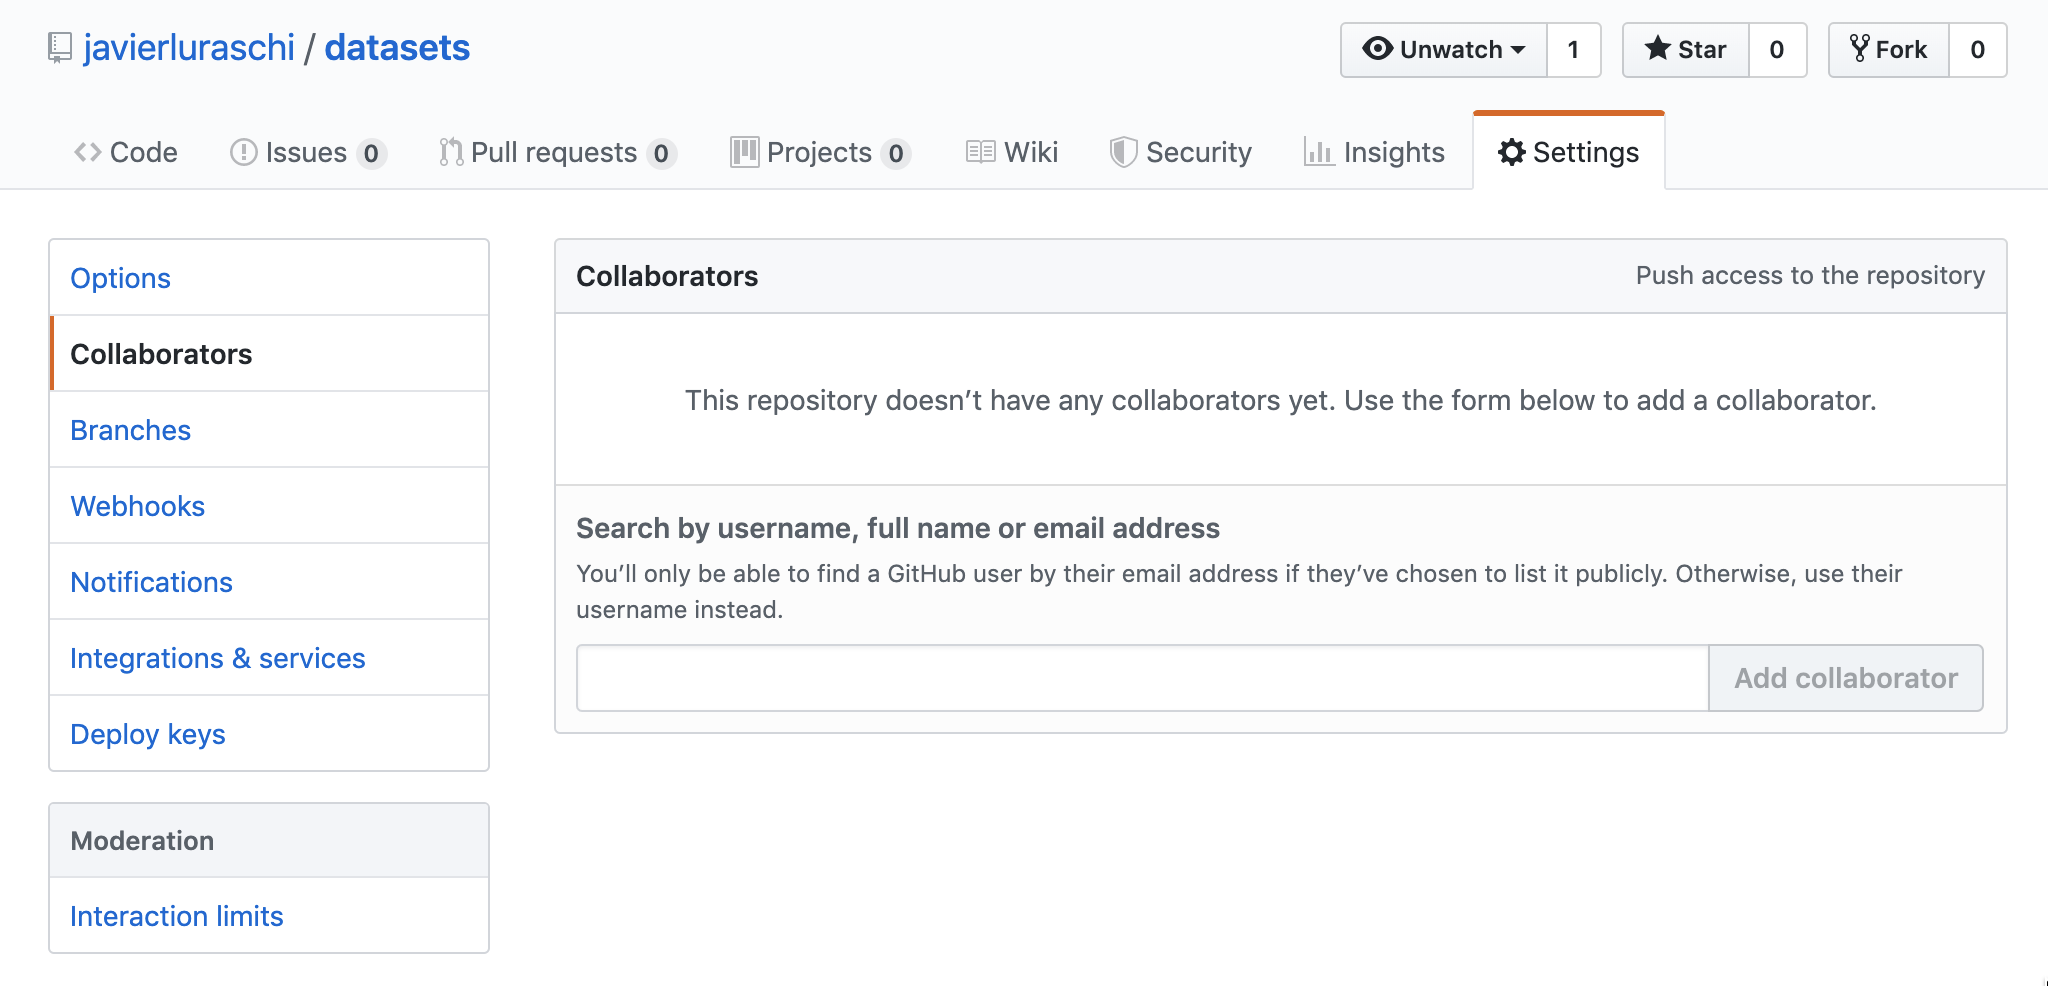 javierluraschi / datasets
Unwatch 1 Star 0 Fork 0
Code Issues 0 Pull requests 0 Projects 0 Wiki Security Insights Settings
Options
Collaborators
Branches
Webhooks
Notifications
Integrations & services
Deploy keys
Moderation
Interaction limits
Collaborators Push access to the repository
This repository doesn’t have any collaborators yet. Use the form below to add a collaborator.
Search by username, full name or email address
You’ll only be able to find a GitHub user by their email address if they’ve chosen to list it publicly. Otherwise, use their
username instead.
Add collaborator